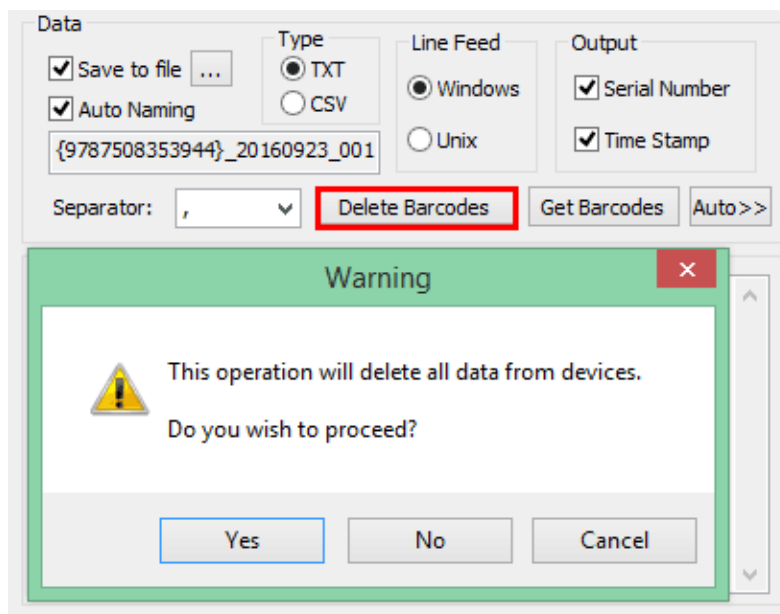 Data
Type
Line Feed
Output
Save to file ...
TXT
Windows
Serial Number
Auto Naming
CSV
{9787508353944}_20160923_001
Unix
Time Stamp
Separator: , Delete Barcodes Get Barcodes Auto>>
Warning
This operation will delete all data from devices.
Do you wish to proceed?
Yes No Cancel